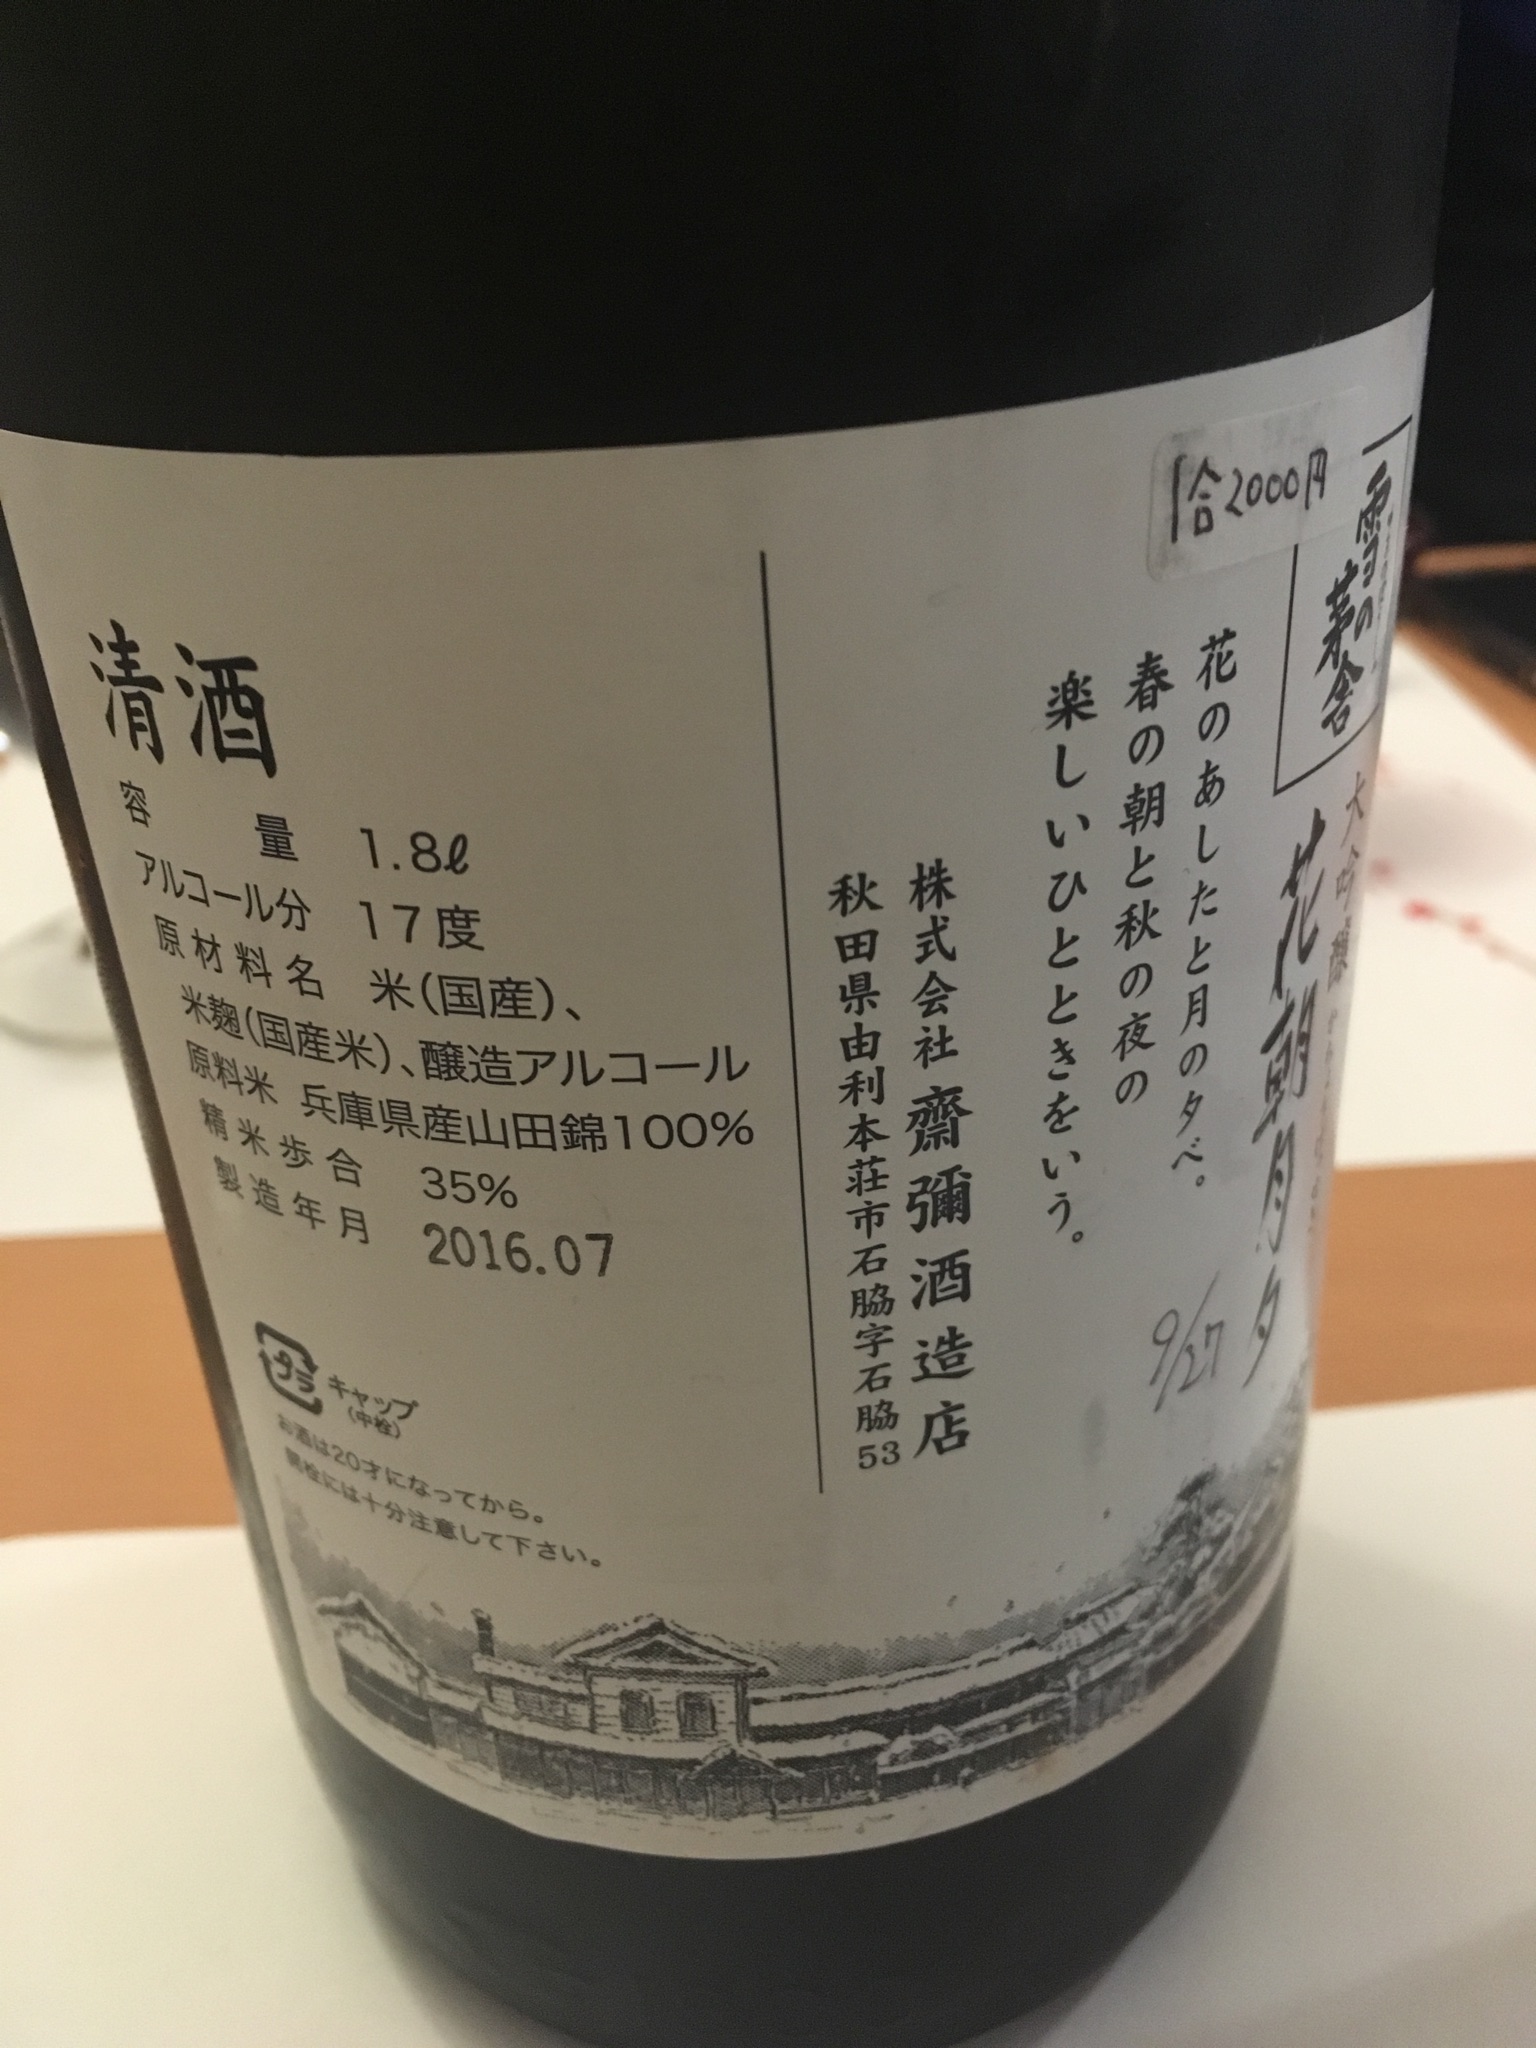 1合2000円
雪の茅舎
大吟醸
花朝月夕
花のあしたと月の夕べ。
春の朝と秋の夜の
楽しいひとときをいう。
9/27
株式会社 齋彌酒造店
秋田県由利本荘市石脇字石脇53
清酒
容量 1.8ℓ
アルコール分 17度
原材料名 米(国産)、
米麹(国産米)、醸造アルコール
原料米 兵庫県産山田錦100%
精米歩合 35%
製造年月 2016.07
プラ
キャップ
(中栓)
お酒は20才になってから。
開栓には十分注意して下さい。